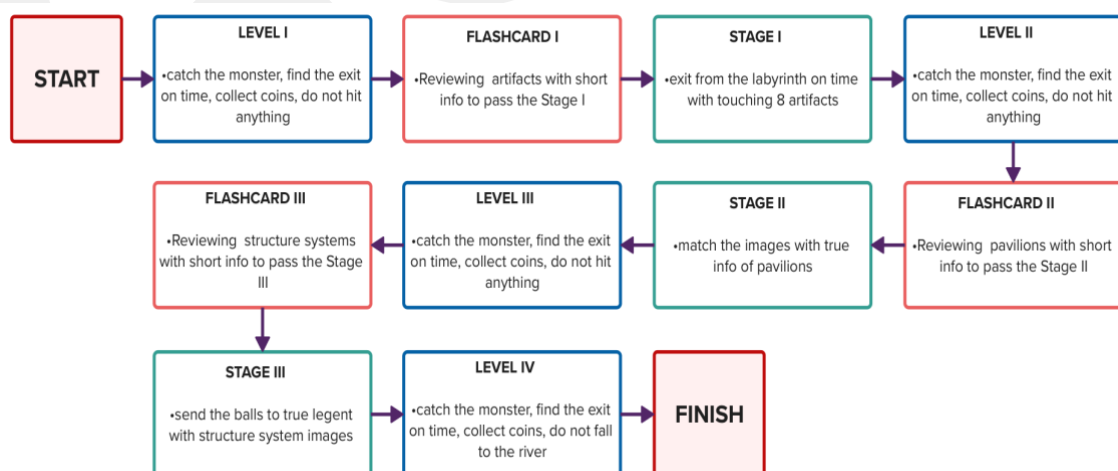 START
LEVEL I
•catch the monster, find the exit
on time, collect coins, do not hit
anything
FLASHCARD I
•Reviewing artifacts with short
info to pass the Stage I
STAGE I
•exit from the labyrinth on time
with touching 8 artifacts
LEVEL II
•catch the monster, find the exit
on time, collect coins, do not hit
anything
FLASHCARD II
•Reviewing pavilions with short
info to pass the Stage II
STAGE II
•match the images with true
info of pavilions
LEVEL III
•catch the monster, find the exit
on time, collect coins, do not hit
anything
FLASHCARD III
•Reviewing structure systems
with short info to pass the Stage
III
STAGE III
•send the balls to true legent
with structure system images
LEVEL IV
•catch the monster, find the exit
on time, collect coins, do not fall
to the river
FINISH